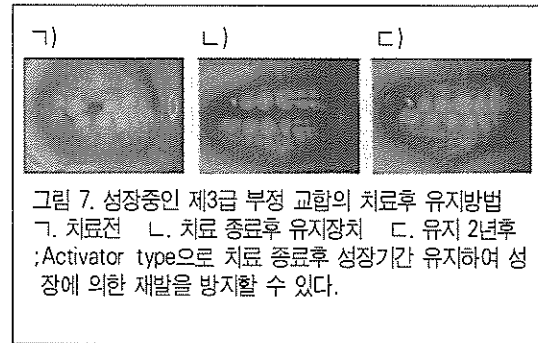 ㄱ) ㄴ) ㄷ)
그림 7. 성장중인 제3급 부정 교합의 치료후 유지방법
ㄱ. 치료전 ㄴ. 치료 종료후 유지장치 ㄷ. 유지 2년후
;Activator type으로 치료 종료후 성장기간 유지하여 성
장에 의한 재발을 방지할 수 있다.